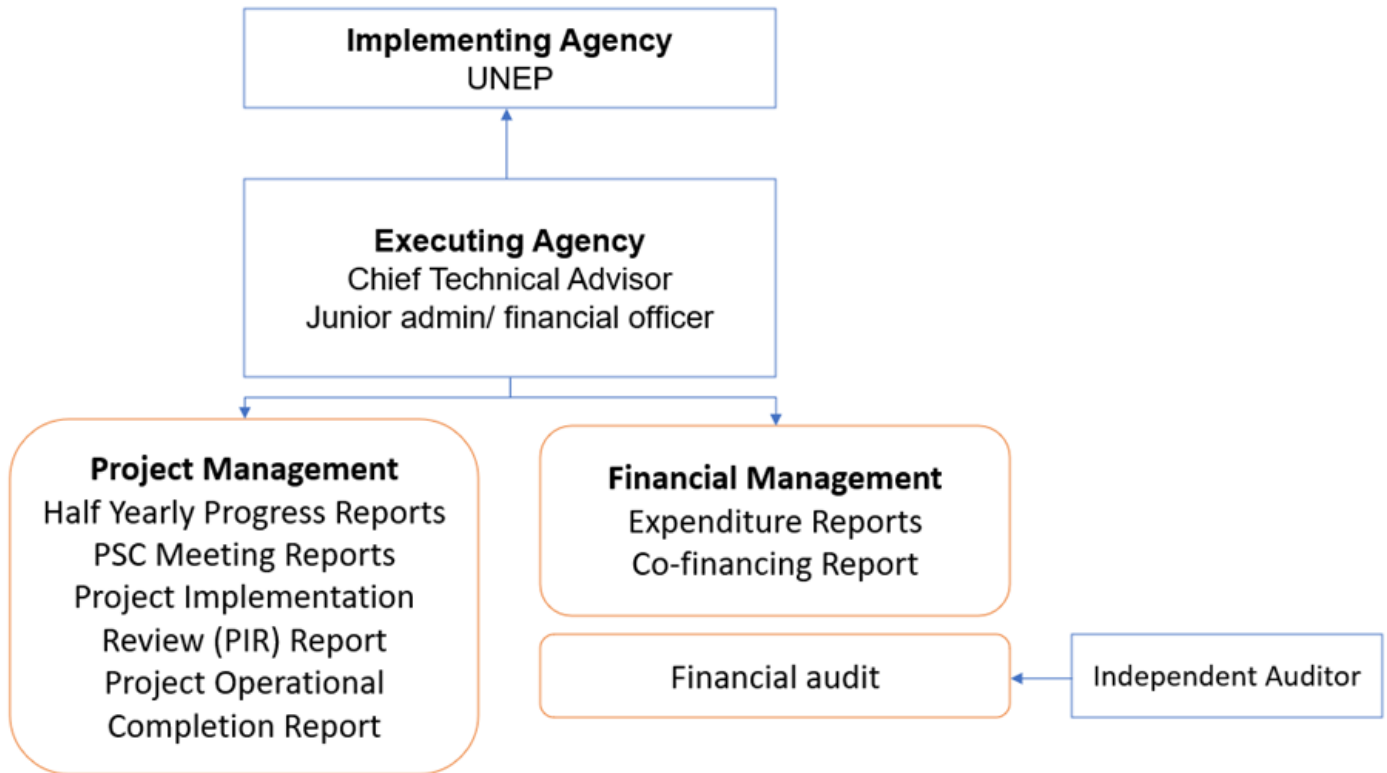 Implementing Agency
UNEP
Executing Agency
Chief Technical Advisor
Junior admin/ financial officer
Project Management
Half Yearly Progress Reports
PSC Meeting Reports
Project Implementation
Review (PIR) Report
Project Operational
Completion Report
Financial Management
Expenditure Reports
Co-financing Report
Financial audit
Independent Auditor